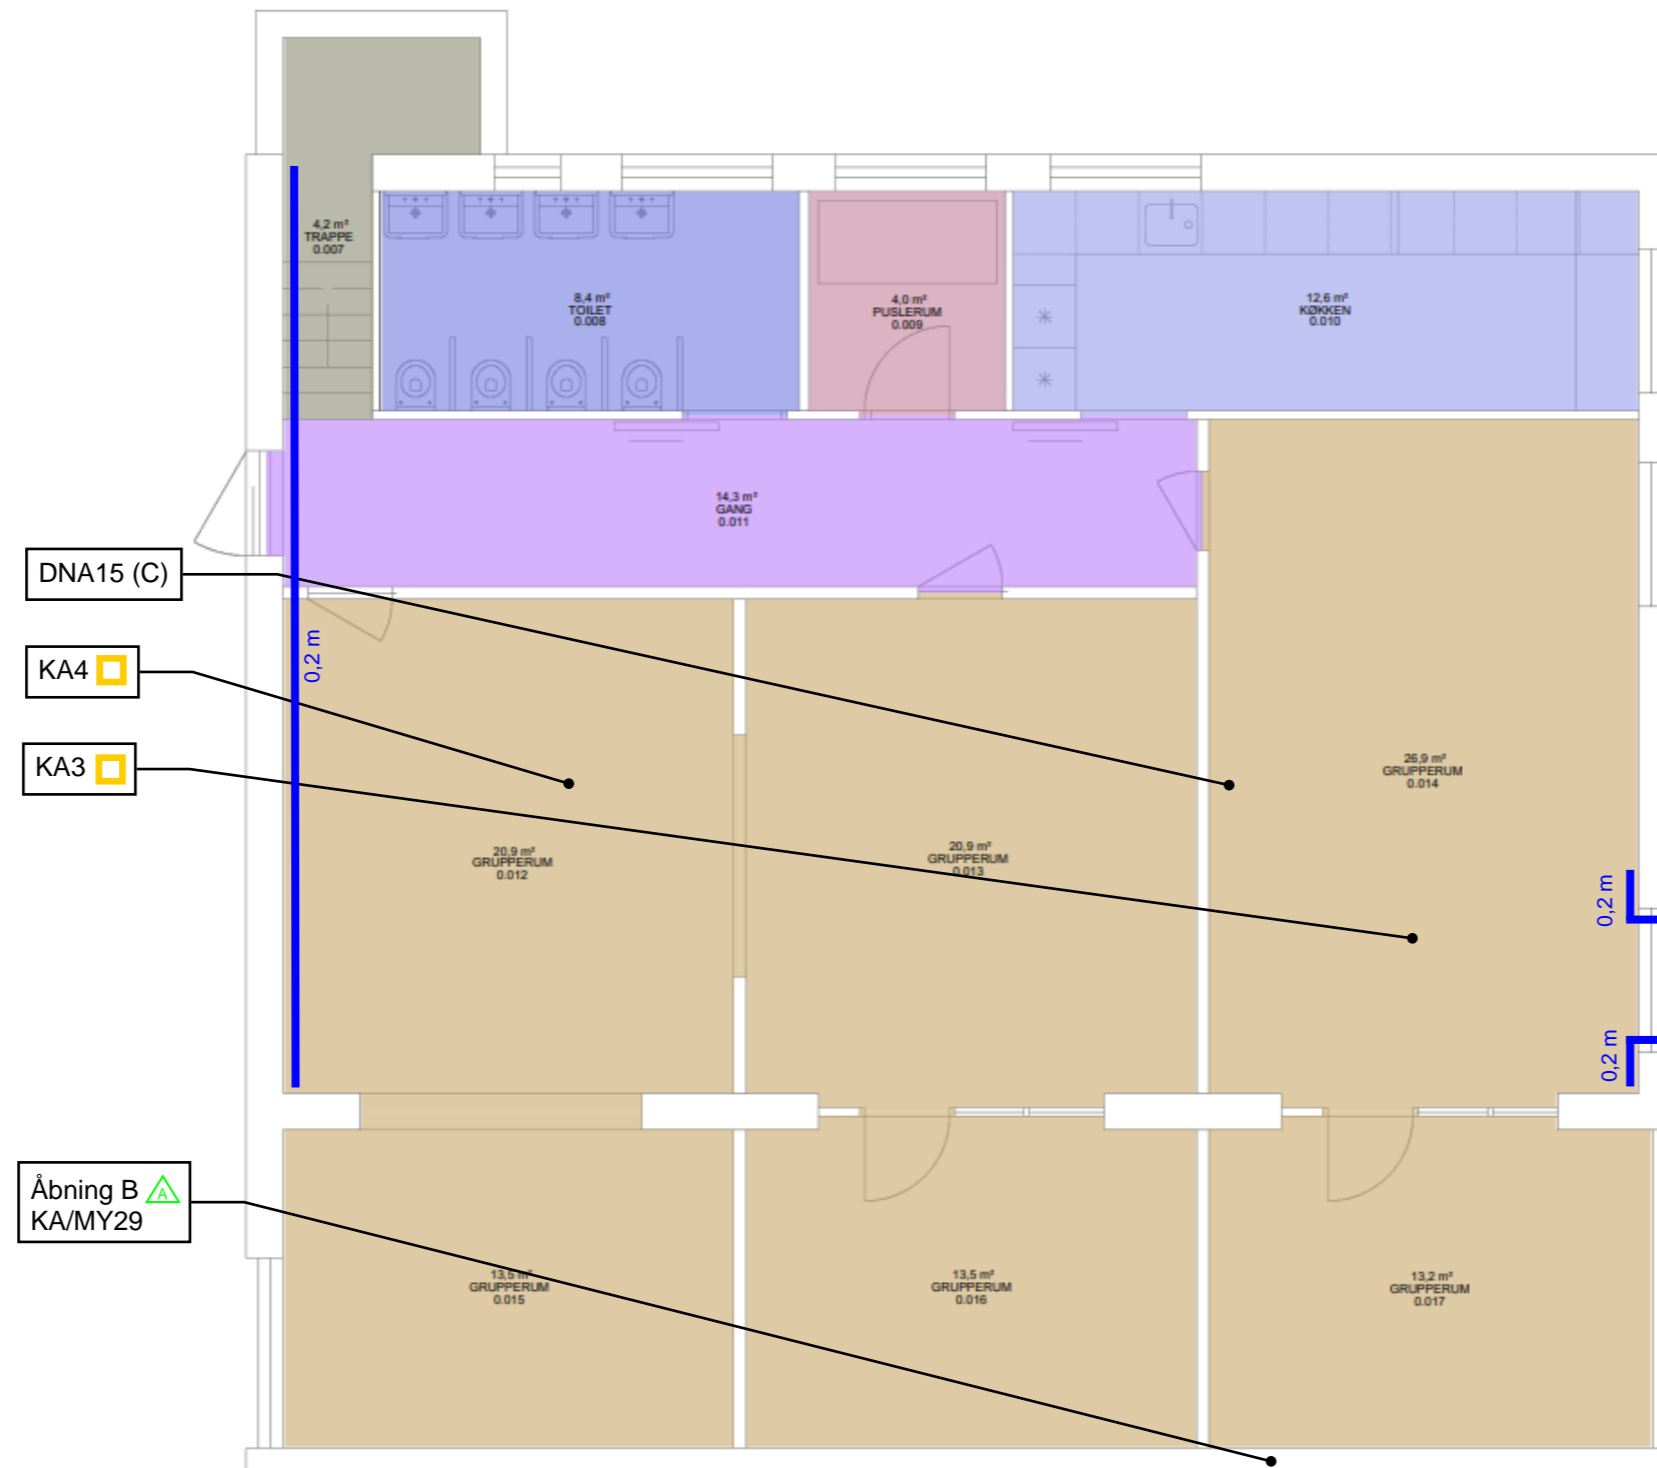 4,2 m²
TRAPPE
0.007
8,4 m²
TOILET
0.008
4,0 m²
PUSLERUM
0.009
12,6 m²
KØKKEN
0.010
14,3 m²
GANG
0.011
DNA15 (C)
KA4
KA3
0,2 m
20,9 m²
GRUPPERUM
0.012
20,9 m²
GRUPPERUM
0.013
26,9 m²
GRUPPERUM
0.014
0,2 m
0,2 m
Åbning B A
KA/MY29
13,5 m²
GRUPPERUM
0.015
13,5 m²
GRUPPERUM
0.016
13,2 m²
GRUPPERUM
0.017